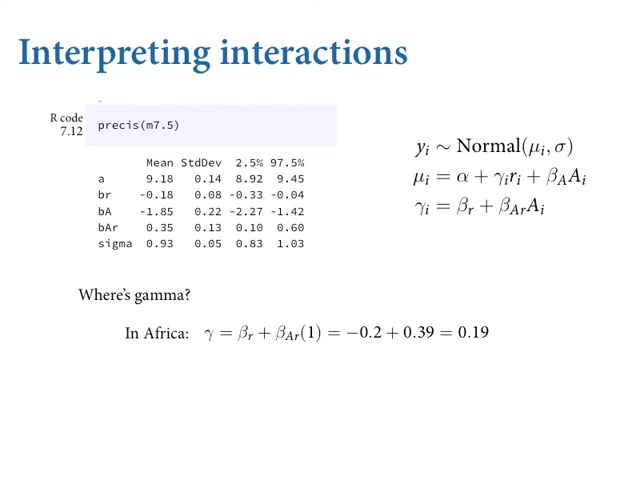 Interpreting interactions
R code
7.12
precis(m7.5)
Mean StdDev 2.5% 97.5%
a 9.18 0.14 8.92 9.45
br -0.18 0.08 -0.33 -0.04
bA -1.85 0.22 -2.27 -1.42
bAr 0.35 0.13 0.10 0.60
sigma 0.93 0.05 0.83 1.03
yᵢ ~ Normal(μᵢ, σ)
μᵢ = α + γᵢrᵢ + β_A Aᵢ
γᵢ = β_r + β_Ar Aᵢ
Where's gamma?
In Africa: γ = β_r + β_Ar(1) = −0.2 + 0.39 = 0.19